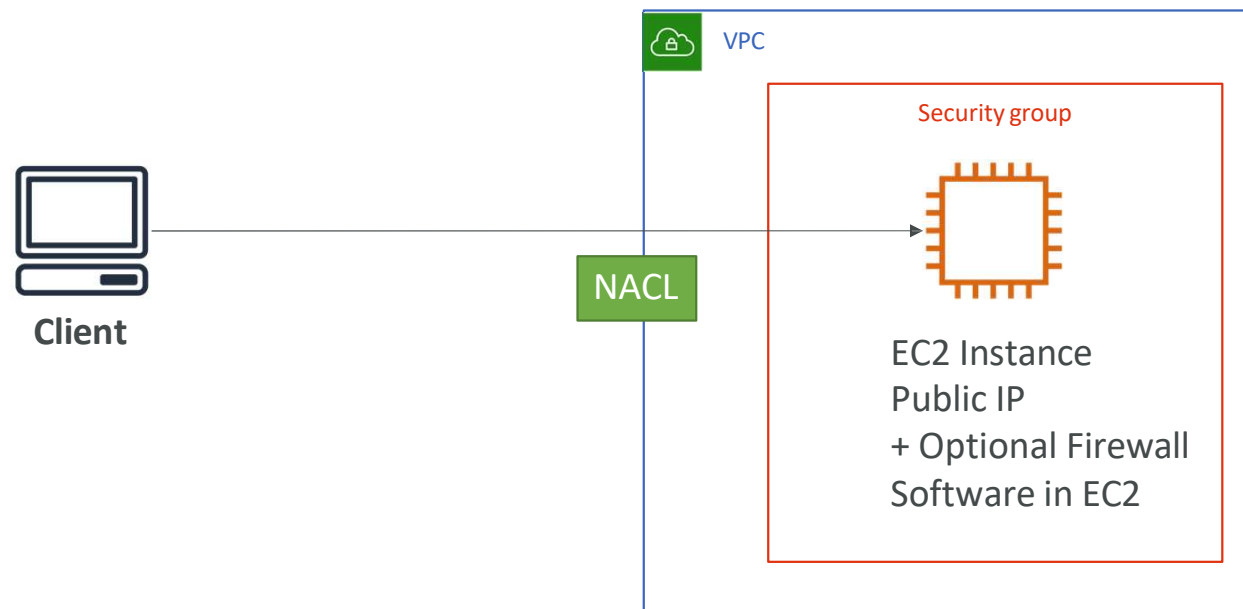 VPC
Security group
NACL
Client
EC2 Instance
Public IP
+ Optional Firewall
Software in EC2